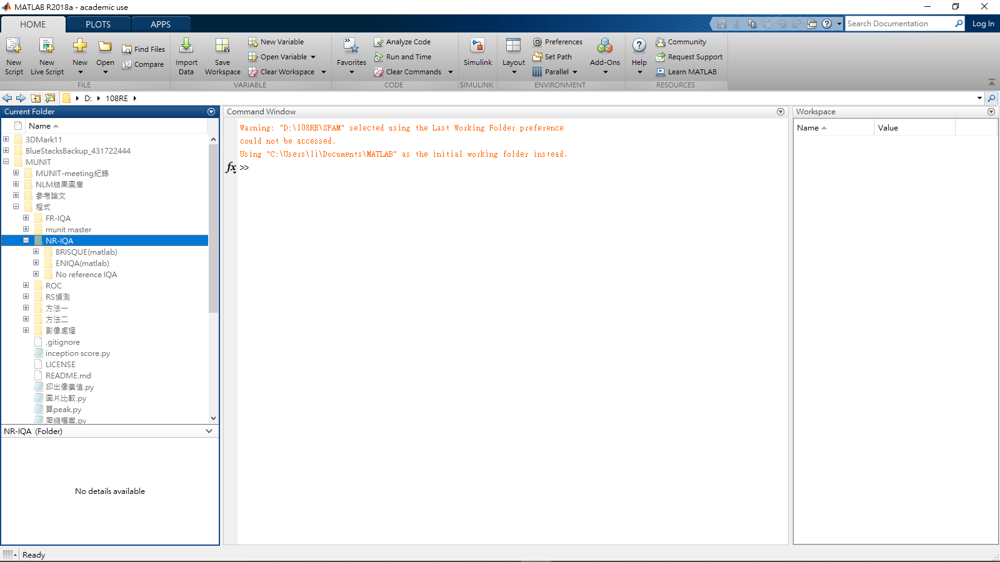 MATLAB R2018a - academic use
HOME
PLOTS
APPS
Search Documentation
Log In
New Script
New Live Script
New
Open
Find Files
Compare
FILE
Import Data
Save Workspace
New Variable
Open Variable
Clear Workspace
VARIABLE
Favorites
Analyze Code
Run and Time
Clear Commands
CODE
Simulink
SIMULINK
Layout
Preferences
Set Path
Parallel
Add-Ons
ENVIRONMENT
Help
Community
Request Support
Learn MATLAB
RESOURCES
D: 108RE
Current Folder
Name
3DMark11
BlueStacksBackup_431722444
MUNIT
MUNIT-meeting紀錄
NLM結果圖庫
參考論文
程式
FR-IQA
munit master
NR-IQA
BRISQUE(matlab)
ENIQA(matlab)
No reference IQA
ROC
RS偵測
方法一
方法二
影像處理
.gitignore
inception score.py
LICENSE
README.md
印出像素值.py
圖片比較.py
算peak.py
壓縮檔案.py
NR-IQA (Folder)
No details available
Command Window
Warning: "D:\108RE\SPAM" selected using the Last Working Folder preference
could not be accessed.
Using "C:\Users\li\Documents\MATLAB" as the initial working folder instead.
fx >>
Workspace
Name
Value
Ready